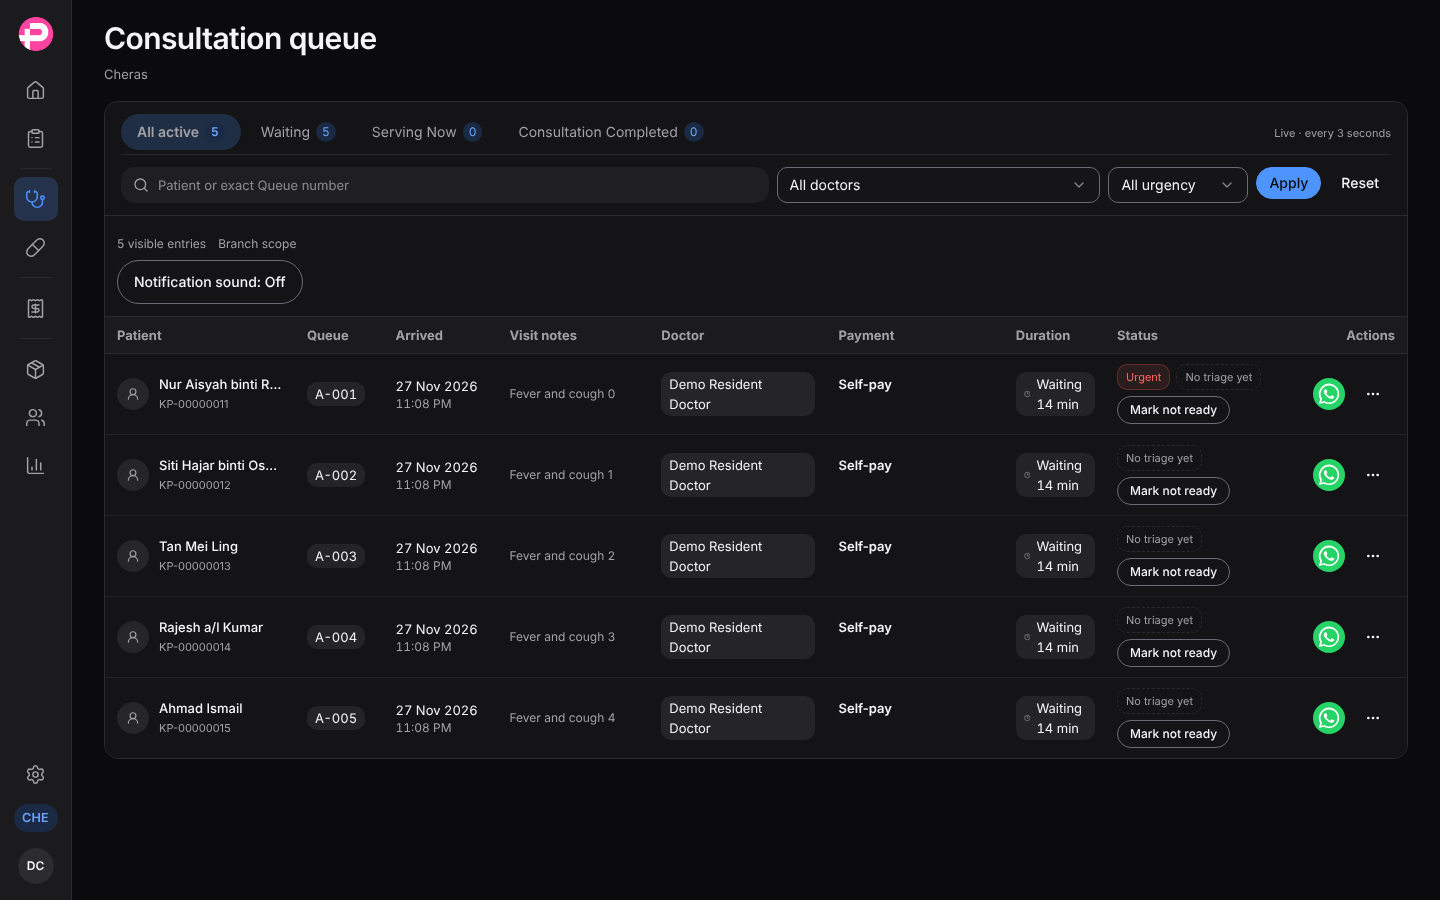 Consultation queue
Cheras
All active 5 Waiting 5 Serving Now 0 Consultation Completed 0 Live · every 3 seconds
Patient or exact Queue number All doctors All urgency Apply Reset
5 visible entries Branch scope
Notification sound: Off
Patient Queue Arrived Visit notes Doctor Payment Duration Status Actions
Nur Aisyah binti R... 27 Nov 2026 Demo Resident Self-pay Waiting Urgent No triage yet
KP-00000011 A-001 11:08 PM Fever and cough 0 Doctor 14 min Mark not ready
Siti Hajar binti Os... 27 Nov 2026 Demo Resident Self-pay Waiting No triage yet
KP-00000012 A-002 11:08 PM Fever and cough 1 Doctor 14 min Mark not ready
Tan Mei Ling 27 Nov 2026 Demo Resident Self-pay Waiting No triage yet
KP-00000013 A-003 11:08 PM Fever and cough 2 Doctor 14 min Mark not ready
Rajesh a/l Kumar 27 Nov 2026 Demo Resident Self-pay Waiting No triage yet
KP-00000014 A-004 11:08 PM Fever and cough 3 Doctor 14 min Mark not ready
Ahmad Ismail 27 Nov 2026 Demo Resident Self-pay Waiting No triage yet
KP-00000015 A-005 11:08 PM Fever and cough 4 Doctor 14 min Mark not ready
CHE
DC